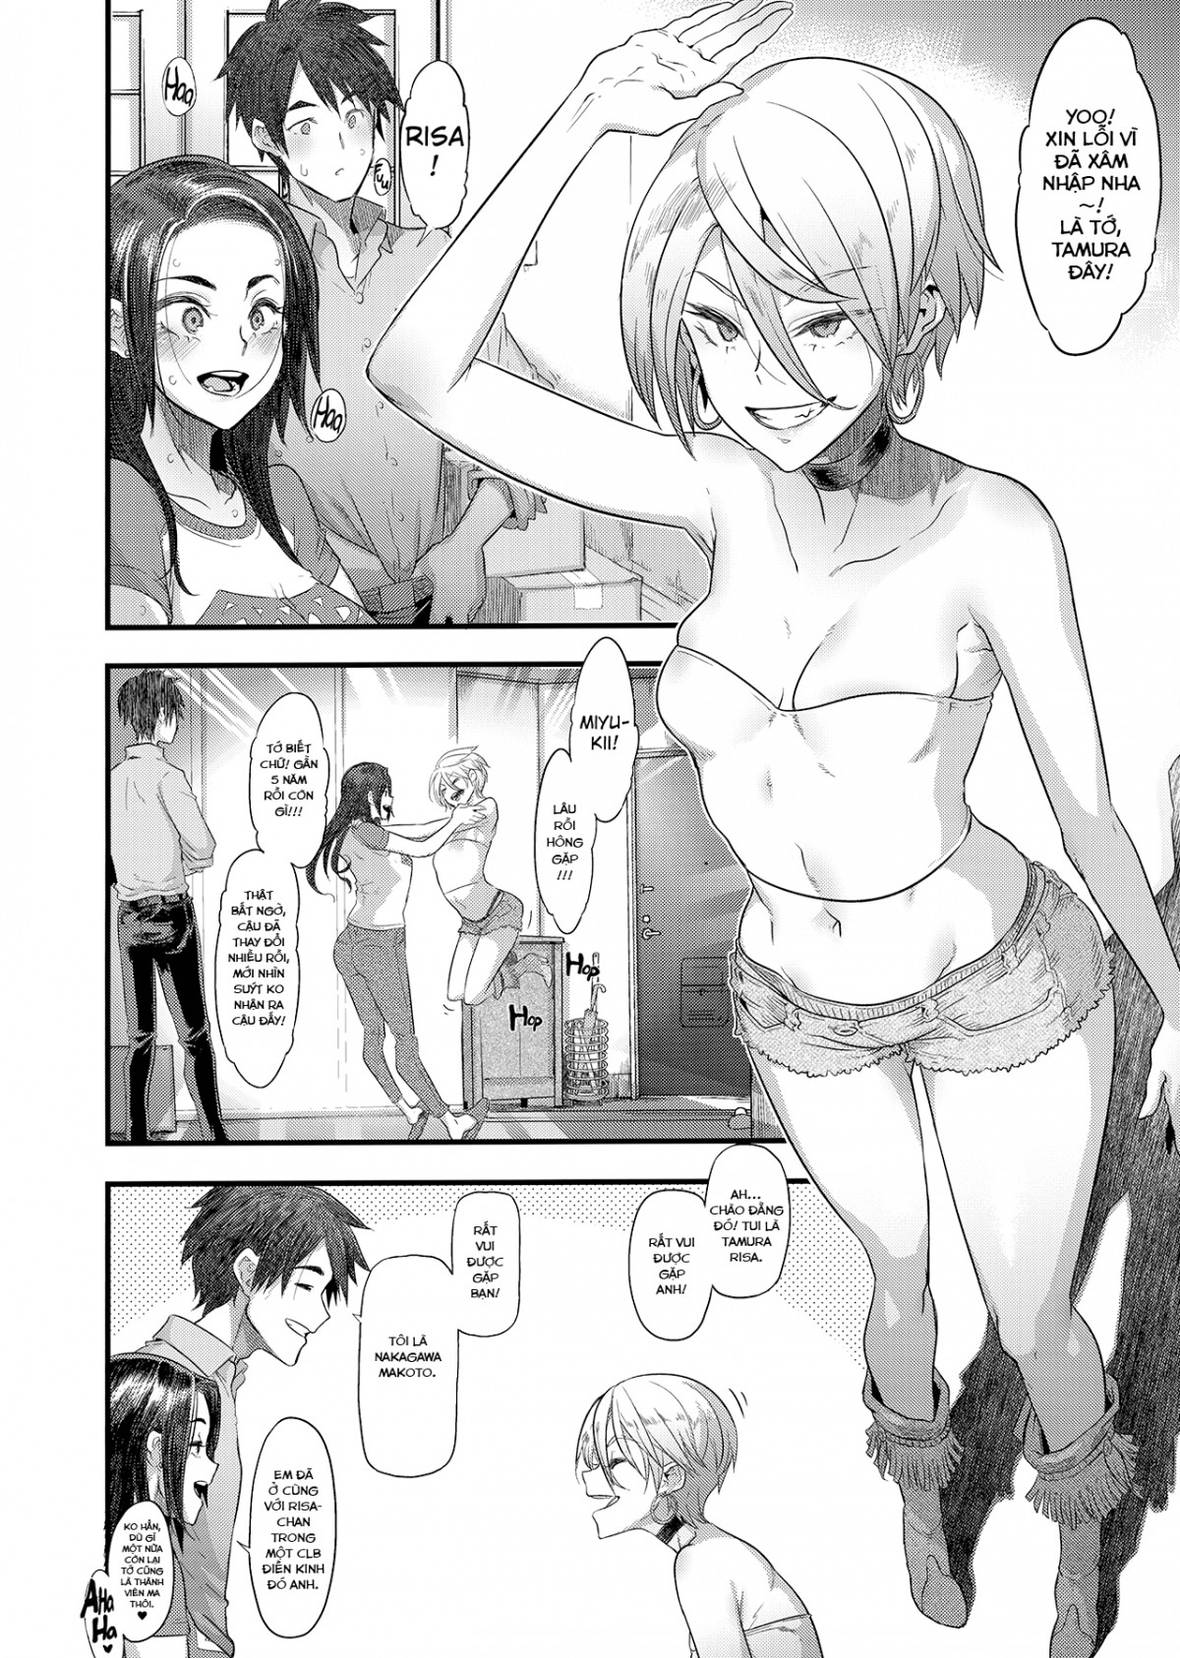 YOO!
XIN LỖI VÌ
ĐÃ XÂM
NHẬP NHA
~!
LÀ TỚ,
TAMURA
ĐÂY!
RISA
!
Haa
Fuu
Haa
MIYU-
KII!
LÂU
RỒI
HÔNG
GẶP
!!!
TỚ BIẾT
CHỨ! GẦN
5 NĂM
RỒI CÒN
GÌ!!!
THẬT
BẤT NGỜ,
CẬU ĐÃ
THAY ĐỔI
NHIỀU RỒI,
MỚI NHÌN
SUÝT KO
NHẬN RA
CẬU ĐẤY!
Hop
Hop
AH...
CHÀO ĐẰNG
ĐÓ! TUI LÀ
TAMURA
RISA.
RẤT VUI
ĐƯỢC
GẶP
ANH!
RẤT
VUI
ĐƯỢC
GẶP
BẠN!
TÔI LÀ
NAKAGAWA
MAKOTO.
EM ĐÃ
Ở CÙNG
VỚI RISA-
CHAN
TRONG
MỘT CLB
ĐIỀN KINH
ĐÓ ANH.
KO HẲN,
DÙ GÌ
MỘT NỬA
CÒN LẠI
TỚ CŨNG
LÀ THÀNH
VIÊN MA
THÔI.
♥
AHa
Ha
♥